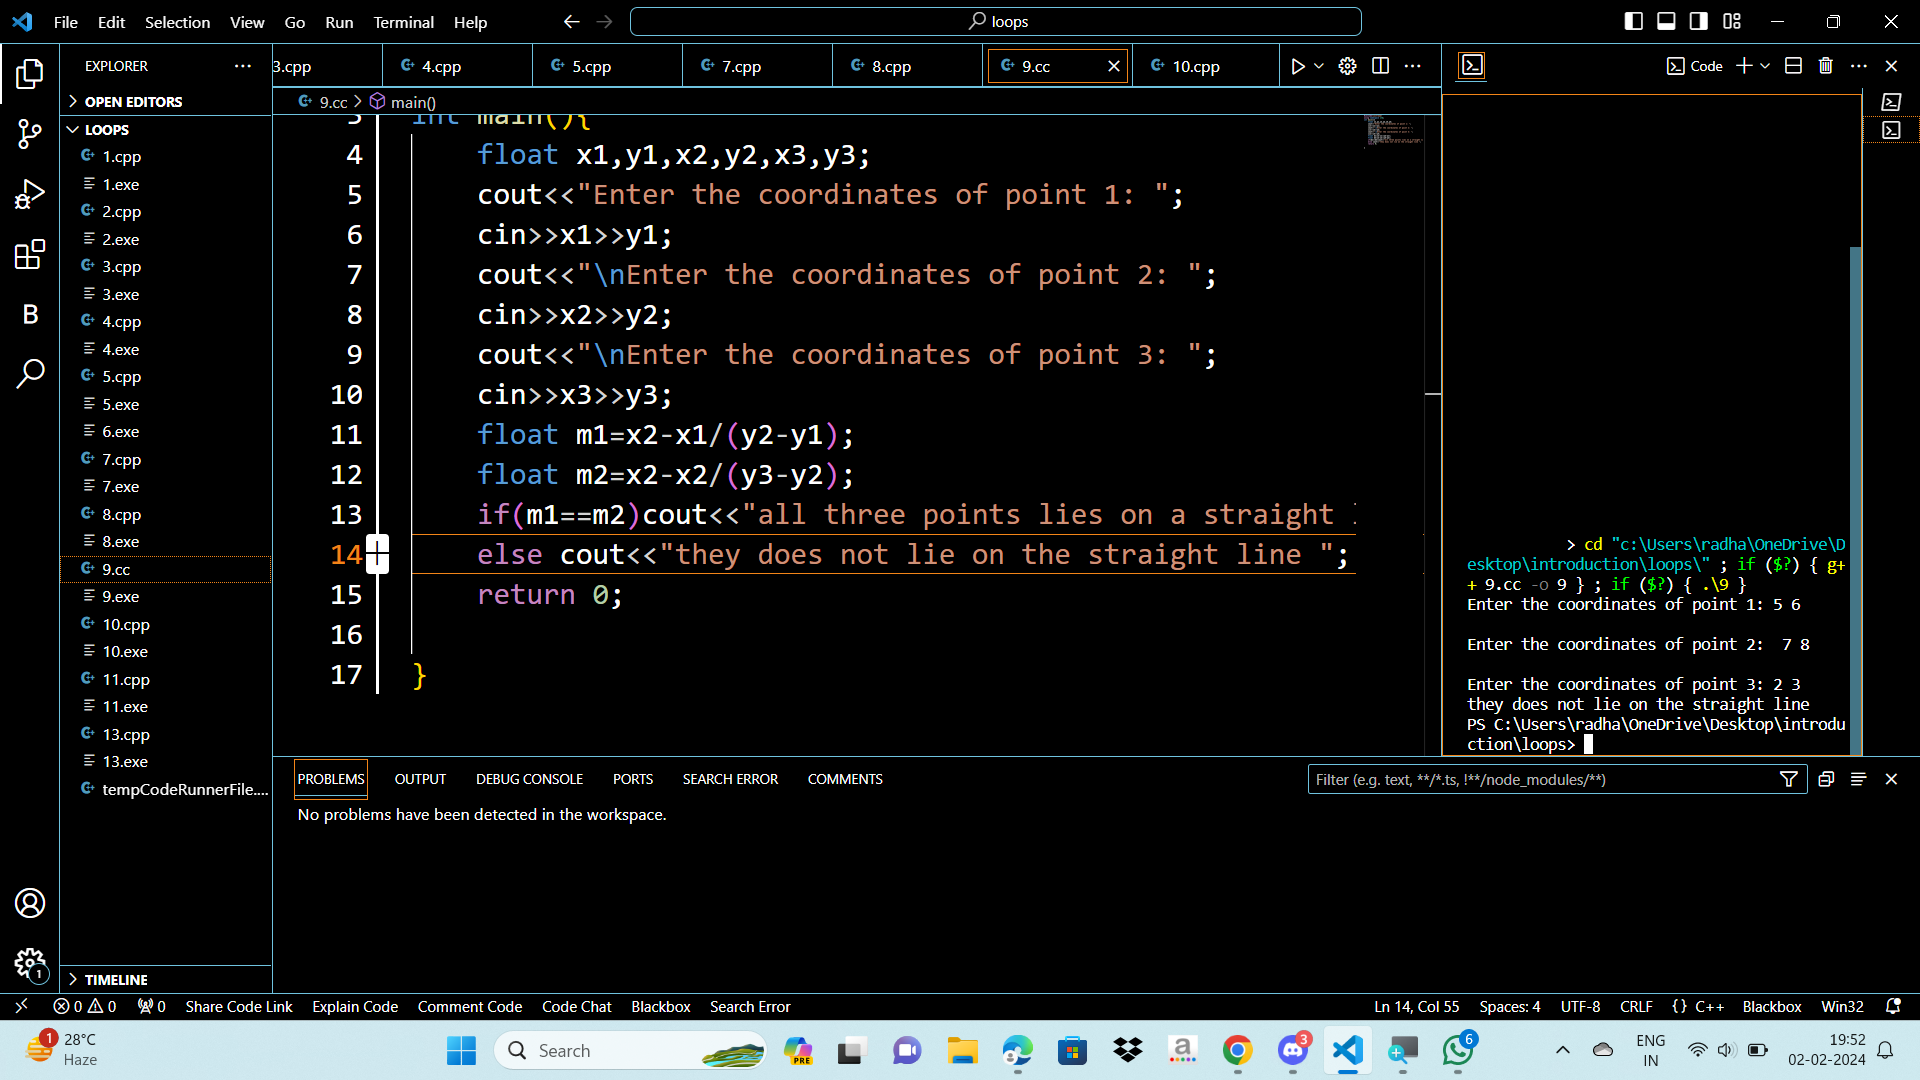 File Edit Selection View Go Run Terminal Help
loops
EXPLORER
3.cpp 4.cpp 5.cpp 7.cpp 8.cpp 9.cc 10.cpp
Code
OPEN EDITORS
LOOPS
1.cpp
1.exe
2.cpp
2.exe
3.cpp
3.exe
4.cpp
4.exe
5.cpp
5.exe
6.exe
7.cpp
7.exe
8.cpp
8.exe
9.cc
9.exe
10.cpp
10.exe
11.cpp
11.exe
13.cpp
13.exe
tempCodeRunnerFile....
TIMELINE
9.cc > main()
3 int main(){
4 float x1,y1,x2,y2,x3,y3;
5 cout<<"Enter the coordinates of point 1: ";
6 cin>>x1>>y1;
7 cout<<"\nEnter the coordinates of point 2: ";
8 cin>>x2>>y2;
9 cout<<"\nEnter the coordinates of point 3: ";
10 cin>>x3>>y3;
11 float m1=x2-x1/(y2-y1);
12 float m2=x2-x2/(y3-y2);
13 if(m1==m2)cout<<"all three points lies on a straight
14 else cout<<"they does not lie on the straight line ";
15 return 0;
16
17 }
> cd "c:\Users\radha\OneDrive\D
esktop\introduction\loops\" ; if ($?) { g+
+ 9.cc -o 9 } ; if ($?) { .\9 }
Enter the coordinates of point 1: 5 6
Enter the coordinates of point 2:  7 8
Enter the coordinates of point 3: 2 3
they does not lie on the straight line
PS C:\Users\radha\OneDrive\Desktop\introdu
ction\loops>
PROBLEMS OUTPUT DEBUG CONSOLE PORTS SEARCH ERROR COMMENTS
Filter (e.g. text, **/*.ts, !**/node_modules/**)
No problems have been detected in the workspace.
B
1
0 0 0 Share Code Link Explain Code Comment Code Code Chat Blackbox Search Error
Ln 14, Col 55 Spaces: 4 UTF-8 CRLF {} C++ Blackbox Win32
1 28°C
Haze
Search
PRE
a
3
6
ENG
IN
19:52
02-02-2024